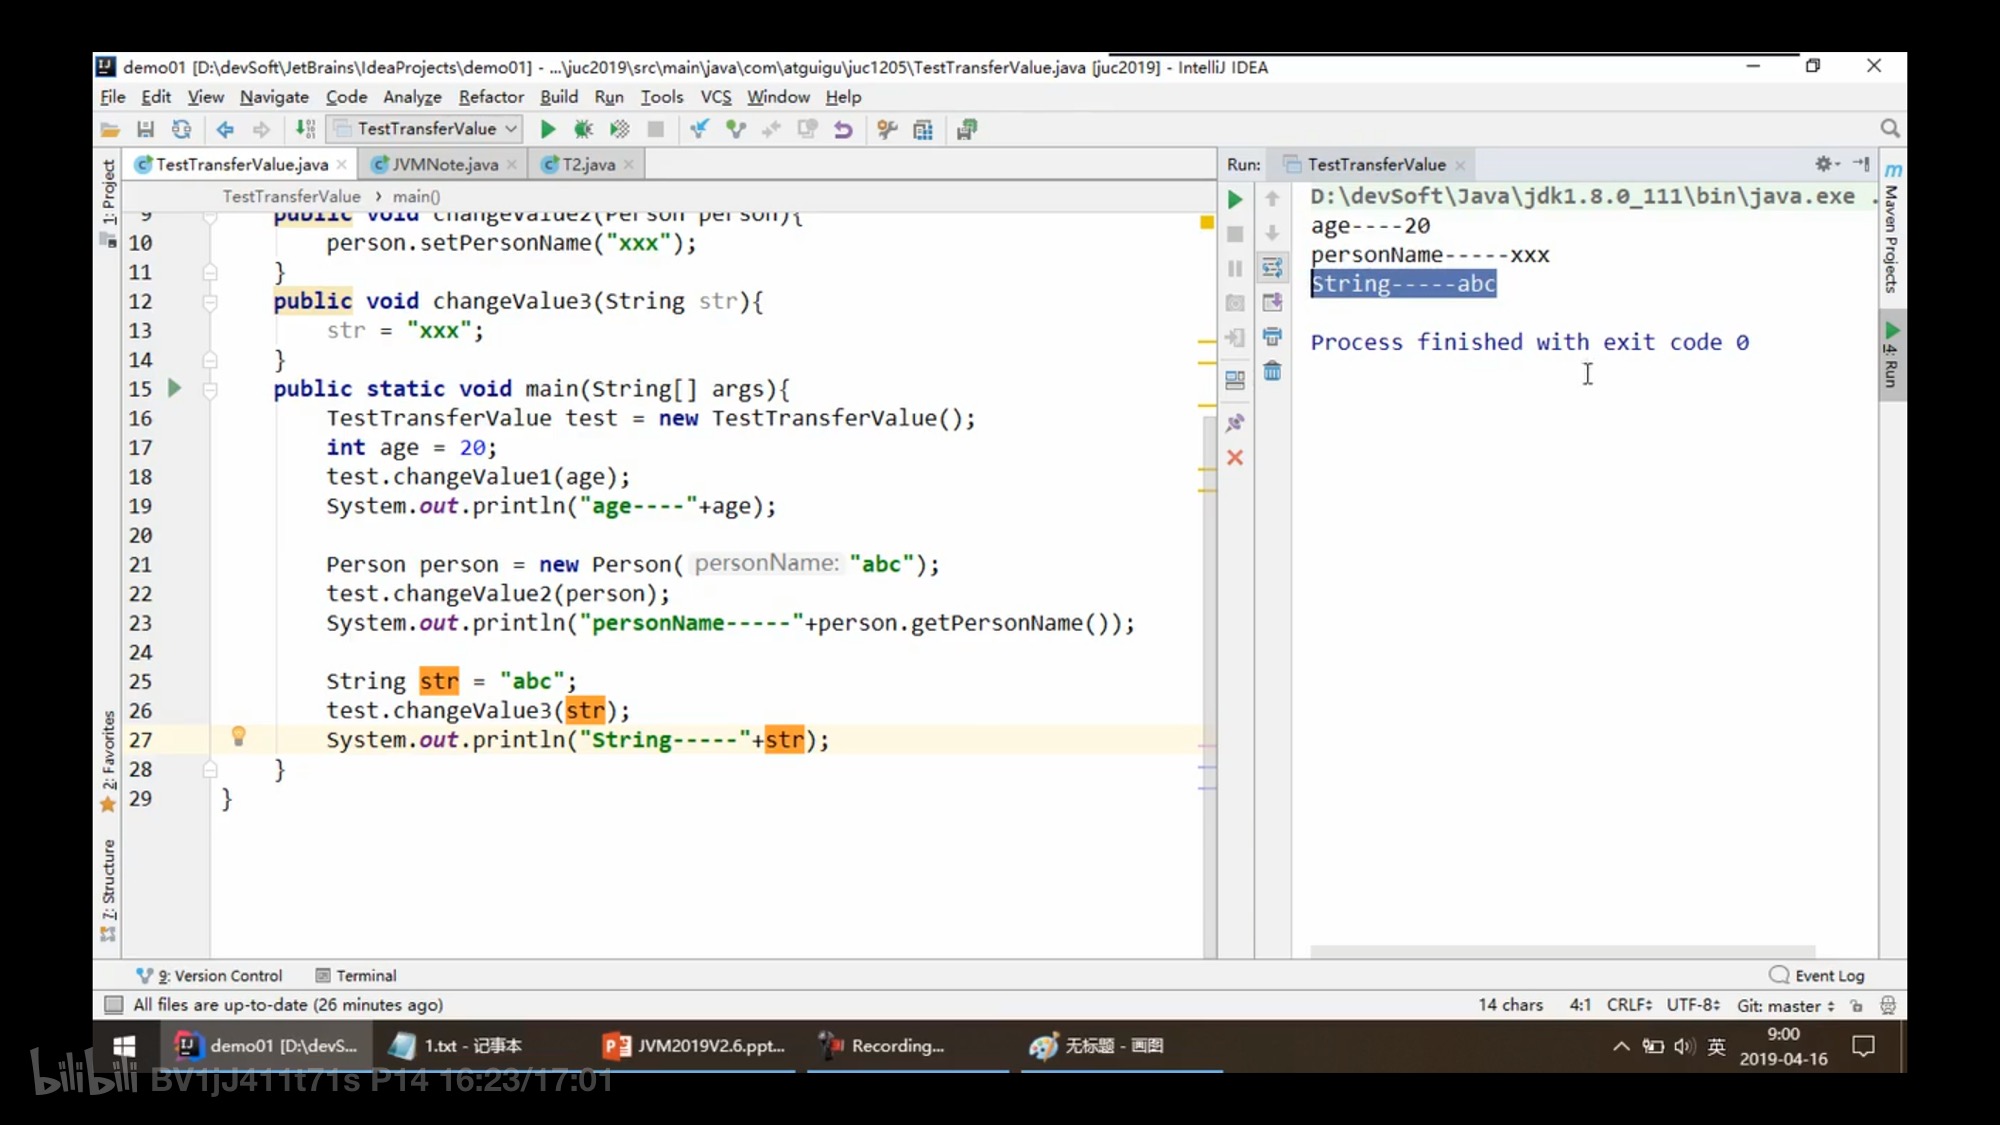 demo01 [D:\devSoft\JetBrains\IdeaProjects\demo01] - ...\juc2019\src\main\java\com\atguigu\juc1205\TestTransferValue.java [juc2019] - IntelliJ IDEA
File Edit View Navigate Code Analyze Refactor Build Run Tools VCS Window Help
TestTransferValue
TestTransferValue.java JVMNote.java T2.java
TestTransferValue › main()
9 public void changeValue2(Person person){
10 person.setPersonName("xxx");
11 }
12 public void changeValue3(String str){
13 str = "xxx";
14 }
15 public static void main(String[] args){
16 TestTransferValue test = new TestTransferValue();
17 int age = 20;
18 test.changeValue1(age);
19 System.out.println("age----"+age);
20
21 Person person = new Person( personName: "abc");
22 test.changeValue2(person);
23 System.out.println("personName-----"+person.getPersonName());
24
25 String str = "abc";
26 test.changeValue3(str);
27 System.out.println("String-----"+str);
28 }
29 }
Run: TestTransferValue
D:\devSoft\Java\jdk1.8.0_111\bin\java.exe .
age----20
personName-----xxx
String-----abc
Process finished with exit code 0
1: Project
2: Favorites
7: Structure
Maven Projects
4: Run
9: Version Control Terminal Event Log
All files are up-to-date (26 minutes ago) 14 chars 4:1 CRLF UTF-8 Git: master
demo01 [D:\devS... 1.txt - 记事本 JVM2019V2.6.ppt... Recording... 无标题 - 画图 英 9:00
2019-04-16
bilibili BV1jJ411t71s P14 16:23/17:01